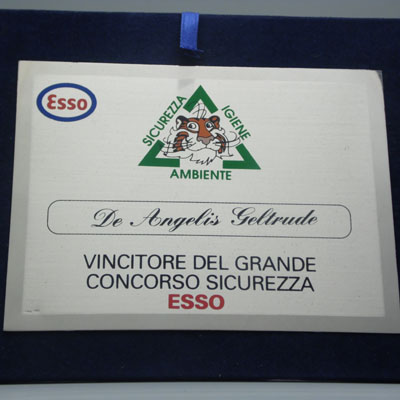 Esso
SICUREZZA
IGIENE
AMBIENTE
De Angelis Geltrude
VINCITORE DEL GRANDE
CONCORSO SICUREZZA
ESSO